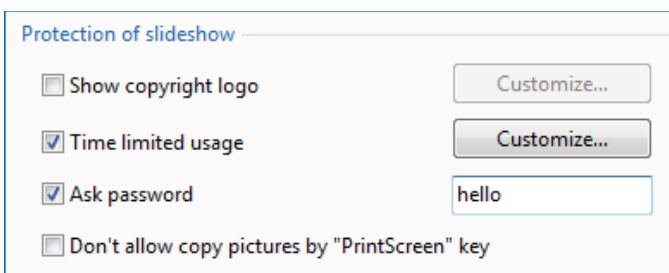 Protection of slideshow
Show copyright logo Customize...
Time limited usage Customize...
Ask password hello
Don't allow copy pictures by "PrintScreen" key